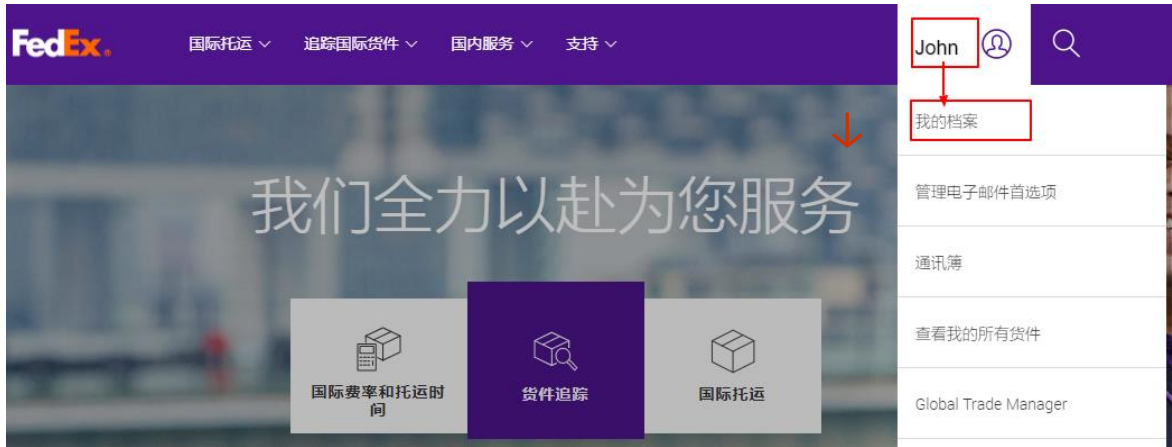 FedEx.
国际托运
追踪国际货件
国内服务
支持
John
我的档案
管理电子邮件首选项
通讯簿
查看我的所有货件
Global Trade Manager
我们全力以赴为您服务
国际费率和托运时
间
货件追踪
国际托运